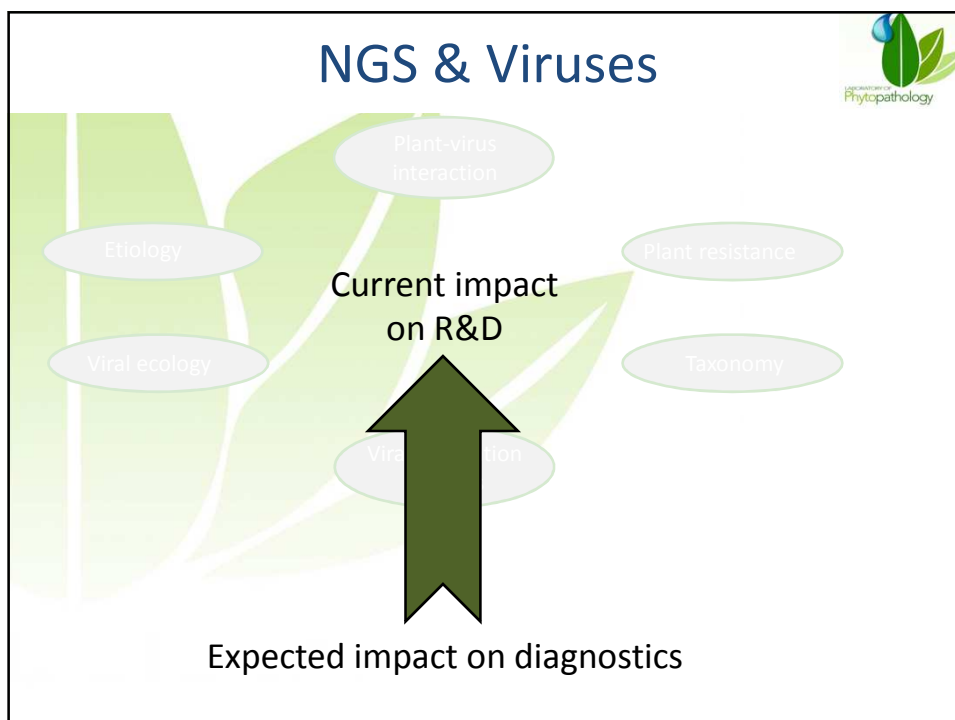 NGS & Viruses
LABORATORY OF
Phytopathology
Plant-virus
interaction
Etiology
Plant resistance
Current impact
on R&D
Viral ecology
Taxonomy
Expected impact on diagnostics